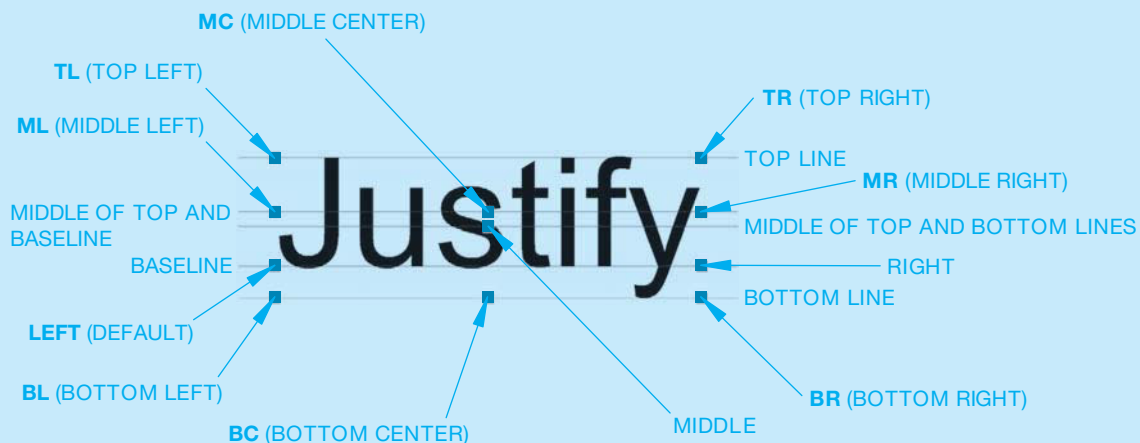 MC (MIDDLE CENTER)
TL (TOP LEFT)
TR (TOP RIGHT)
ML (MIDDLE LEFT)
TOP LINE
MR (MIDDLE RIGHT)
Justify
MIDDLE OF TOP AND
BASELINE
MIDDLE OF TOP AND BOTTOM LINES
BASELINE
RIGHT
BOTTOM LINE
LEFT (DEFAULT)
BL (BOTTOM LEFT)
BR (BOTTOM RIGHT)
BC (BOTTOM CENTER)
MIDDLE